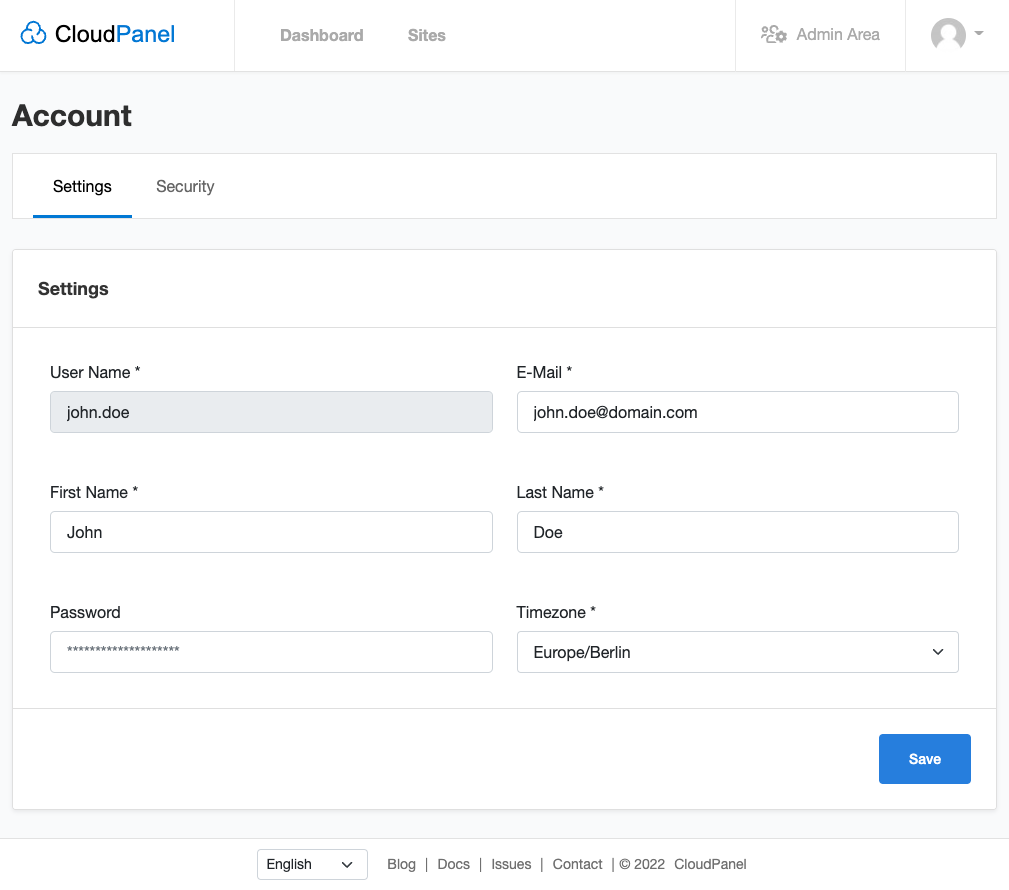 CloudPanel
Dashboard
Sites
Admin Area
Account
Settings
Security
Settings
User Name *
john.doe
E-Mail *
john.doe@domain.com
First Name *
John
Last Name *
Doe
Password
********************
Timezone *
Europe/Berlin
Save
English
Blog | Docs | Issues | Contact | © 2022 CloudPanel